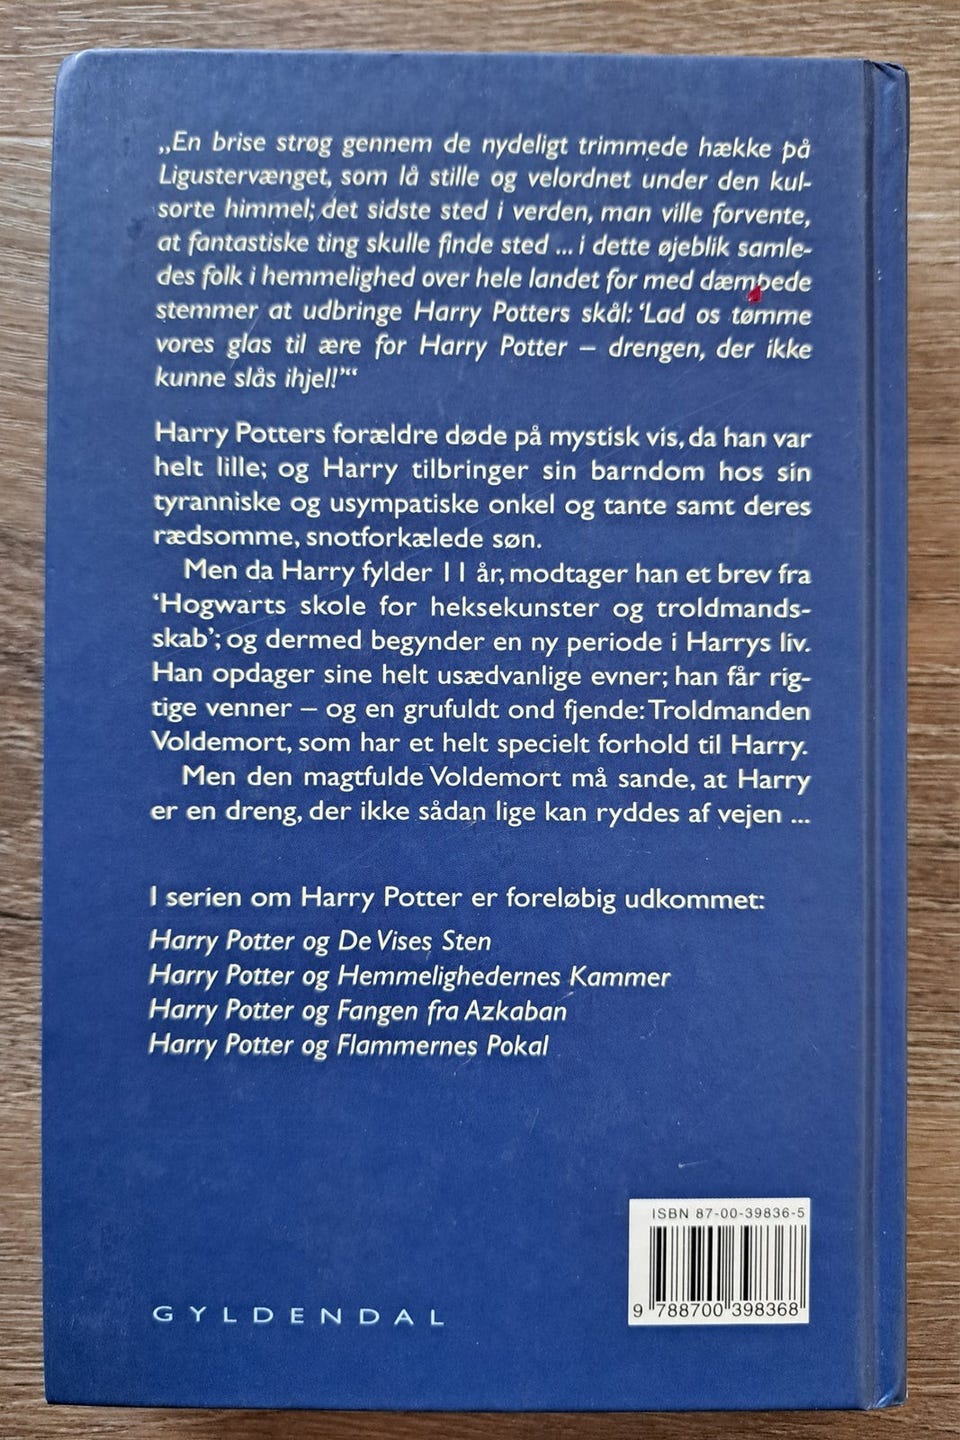 „En brise strøg gennem de nydeligt trimmede hække på
Ligustervænget, som lå stille og velordnet under den kul-
sorte himmel; det sidste sted i verden, man ville forvente,
at fantastiske ting skulle finde sted ... i dette øjeblik samle-
des folk i hemmelighed over hele landet for med dæmpede
stemmer at udbringe Harry Potters skål: ‘Lad os tømme
vores glas til ære for Harry Potter – drengen, der ikke
kunne slås ihjel!’“
Harry Potters forældre døde på mystisk vis, da han var
helt lille; og Harry tilbringer sin barndom hos sin
tyranniske og usympatiske onkel og tante samt deres
rædsomme, snotforkælede søn.
Men da Harry fylder 11 år, modtager han et brev fra
‘Hogwarts skole for heksekunster og troldmands-
skab’; og dermed begynder en ny periode i Harrys liv.
Han opdager sine helt usædvanlige evner; han får rig-
tige venner – og en grufuldt ond fjende: Troldmanden
Voldemort, som har et helt specielt forhold til Harry.
Men den magtfulde Voldemort må sande, at Harry
er en dreng, der ikke sådan lige kan ryddes af vejen ...
I serien om Harry Potter er foreløbig udkommet:
Harry Potter og De Vises Sten
Harry Potter og Hemmelighedernes Kammer
Harry Potter og Fangen fra Azkaban
Harry Potter og Flammernes Pokal
ISBN 87-00-39836-5
9 788700 398368
GYLDENDAL